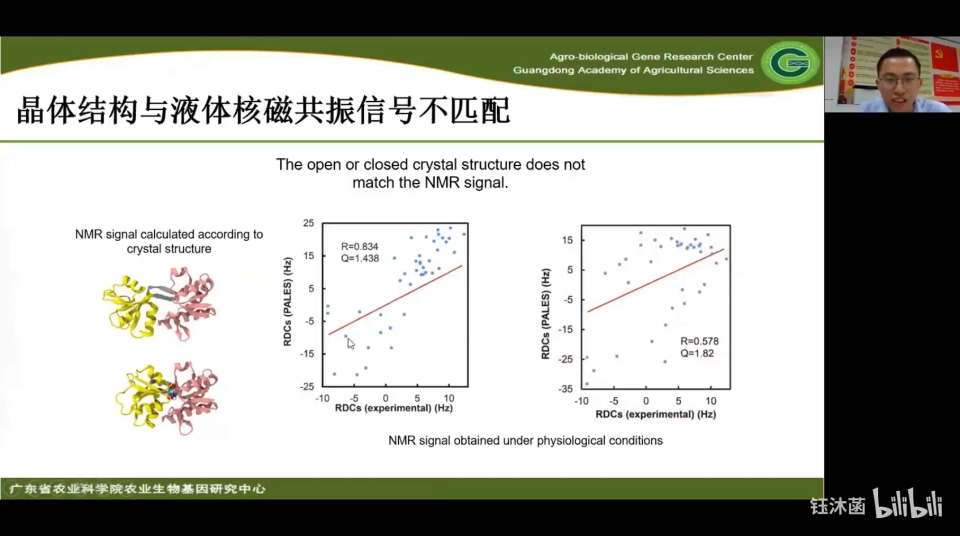 Agro-biological Gene Research Center
Guangdong Academy of Agricultural Sciences
晶体结构与液体核磁共振信号不匹配
The open or closed crystal structure does not
match the NMR signal.
NMR signal calculated according to
crystal structure
25
15
5
-5
-15
-25
RDCs (PALES) (Hz)
R=0.834
Q=1.438
-10 -5 0 5 10
RDCs (experimental) (Hz)
15
5
-5
-15
-25
-35
RDCs (PALES) (Hz)
R=0.578
Q=1.82
-10 -5 0 5 10
RDCs (experimental) (Hz)
NMR signal obtained under physiological conditions
广东省农业科学院农业生物基因研究中心
钰沐菡 bilibili